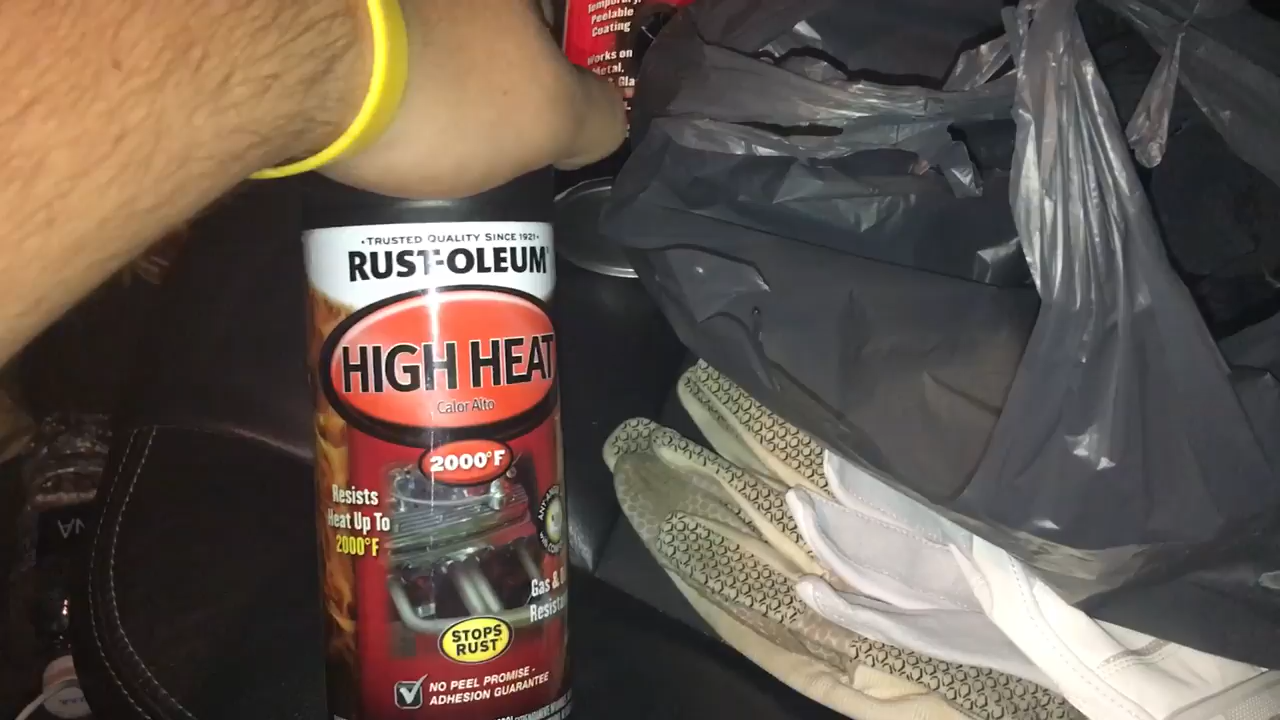 Temporary,
Peelable
Coating
Works on
Metal,
·TRUSTED QUALITY SINCE 1921·
RUST-OLEUM
HIGH HEAT
Calor Alto
2000°F
Resists
Heat Up To
2000°F
Gas &
STOPS
RUST
NO PEEL PROMISE -
ADHESION GUARANTEE